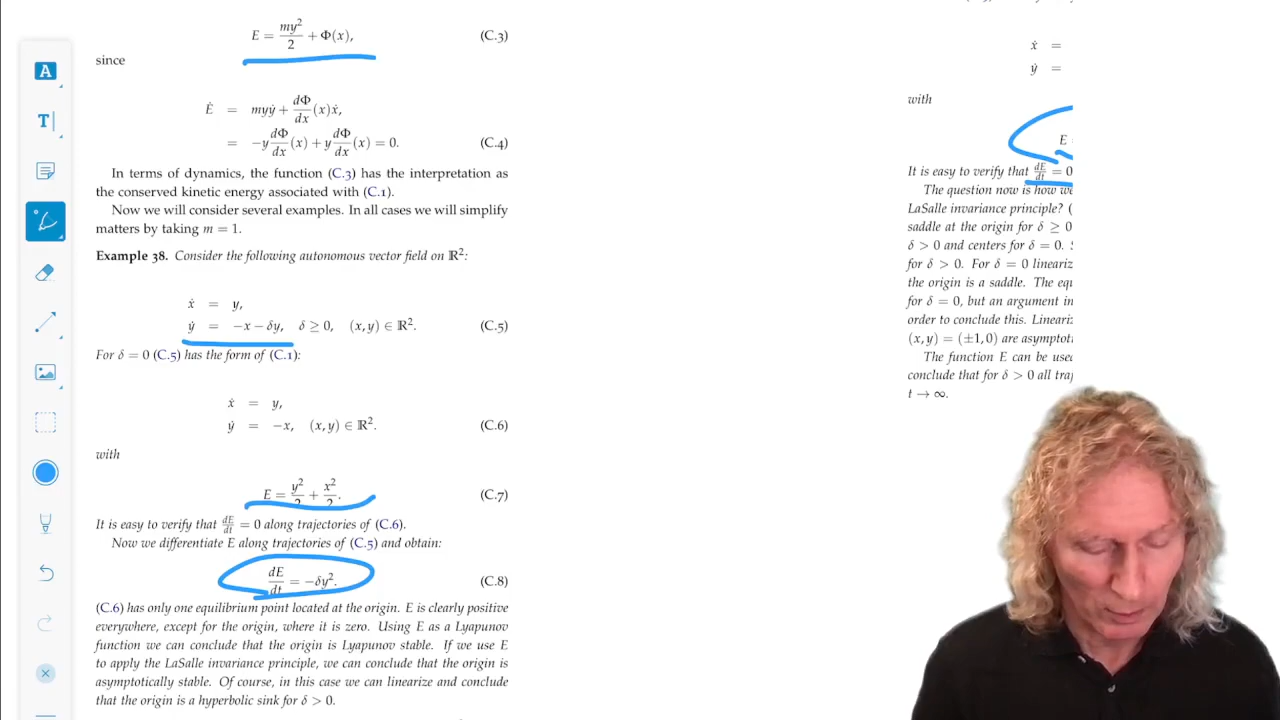 A
T
E = my²/2 + Φ(x), (C.3)
since
Ė = myẏ + dΦ/dx (x)ẋ,
= −y dΦ/dx (x) + y dΦ/dx (x) = 0. (C.4)
In terms of dynamics, the function (C.3) has the interpretation as
the conserved kinetic energy associated with (C.1).
Now we will consider several examples. In all cases we will simplify
matters by taking m = 1.
Example 38. Consider the following autonomous vector field on ℝ²:
ẋ = y,
ẏ = −x − δy, δ ≥ 0, (x, y) ∈ ℝ². (C.5)
For δ = 0 (C.5) has the form of (C.1):
ẋ = y,
ẏ = −x, (x, y) ∈ ℝ². (C.6)
with
E = y²/2 + x²/2. (C.7)
It is easy to verify that dE/dt = 0 along trajectories of (C.6).
Now we differentiate E along trajectories of (C.5) and obtain:
dE/dt = −δy². (C.8)
(C.6) has only one equilibrium point located at the origin. E is clearly positive
everywhere, except for the origin, where it is zero. Using E as a Lyapunov
function we can conclude that the origin is Lyapunov stable. If we use E
to apply the LaSalle invariance principle, we can conclude that the origin is
asymptotically stable. Of course, in this case we can linearize and conclude
that the origin is a hyperbolic sink for δ > 0.
ẋ =
ẏ =
with
E
It is easy to verify that dE/dt = 0
The question now is how we
LaSalle invariance principle? (
saddle at the origin for δ ≥ 0
δ > 0 and centers for δ = 0.
for δ > 0. For δ = 0 lineariz
the origin is a saddle. The equ
for δ = 0, but an argument in
order to conclude this. Lineariz
(x, y) = (±1, 0) are asymptoti
The function E can be used
conclude that for δ > 0 all traj
t → ∞.